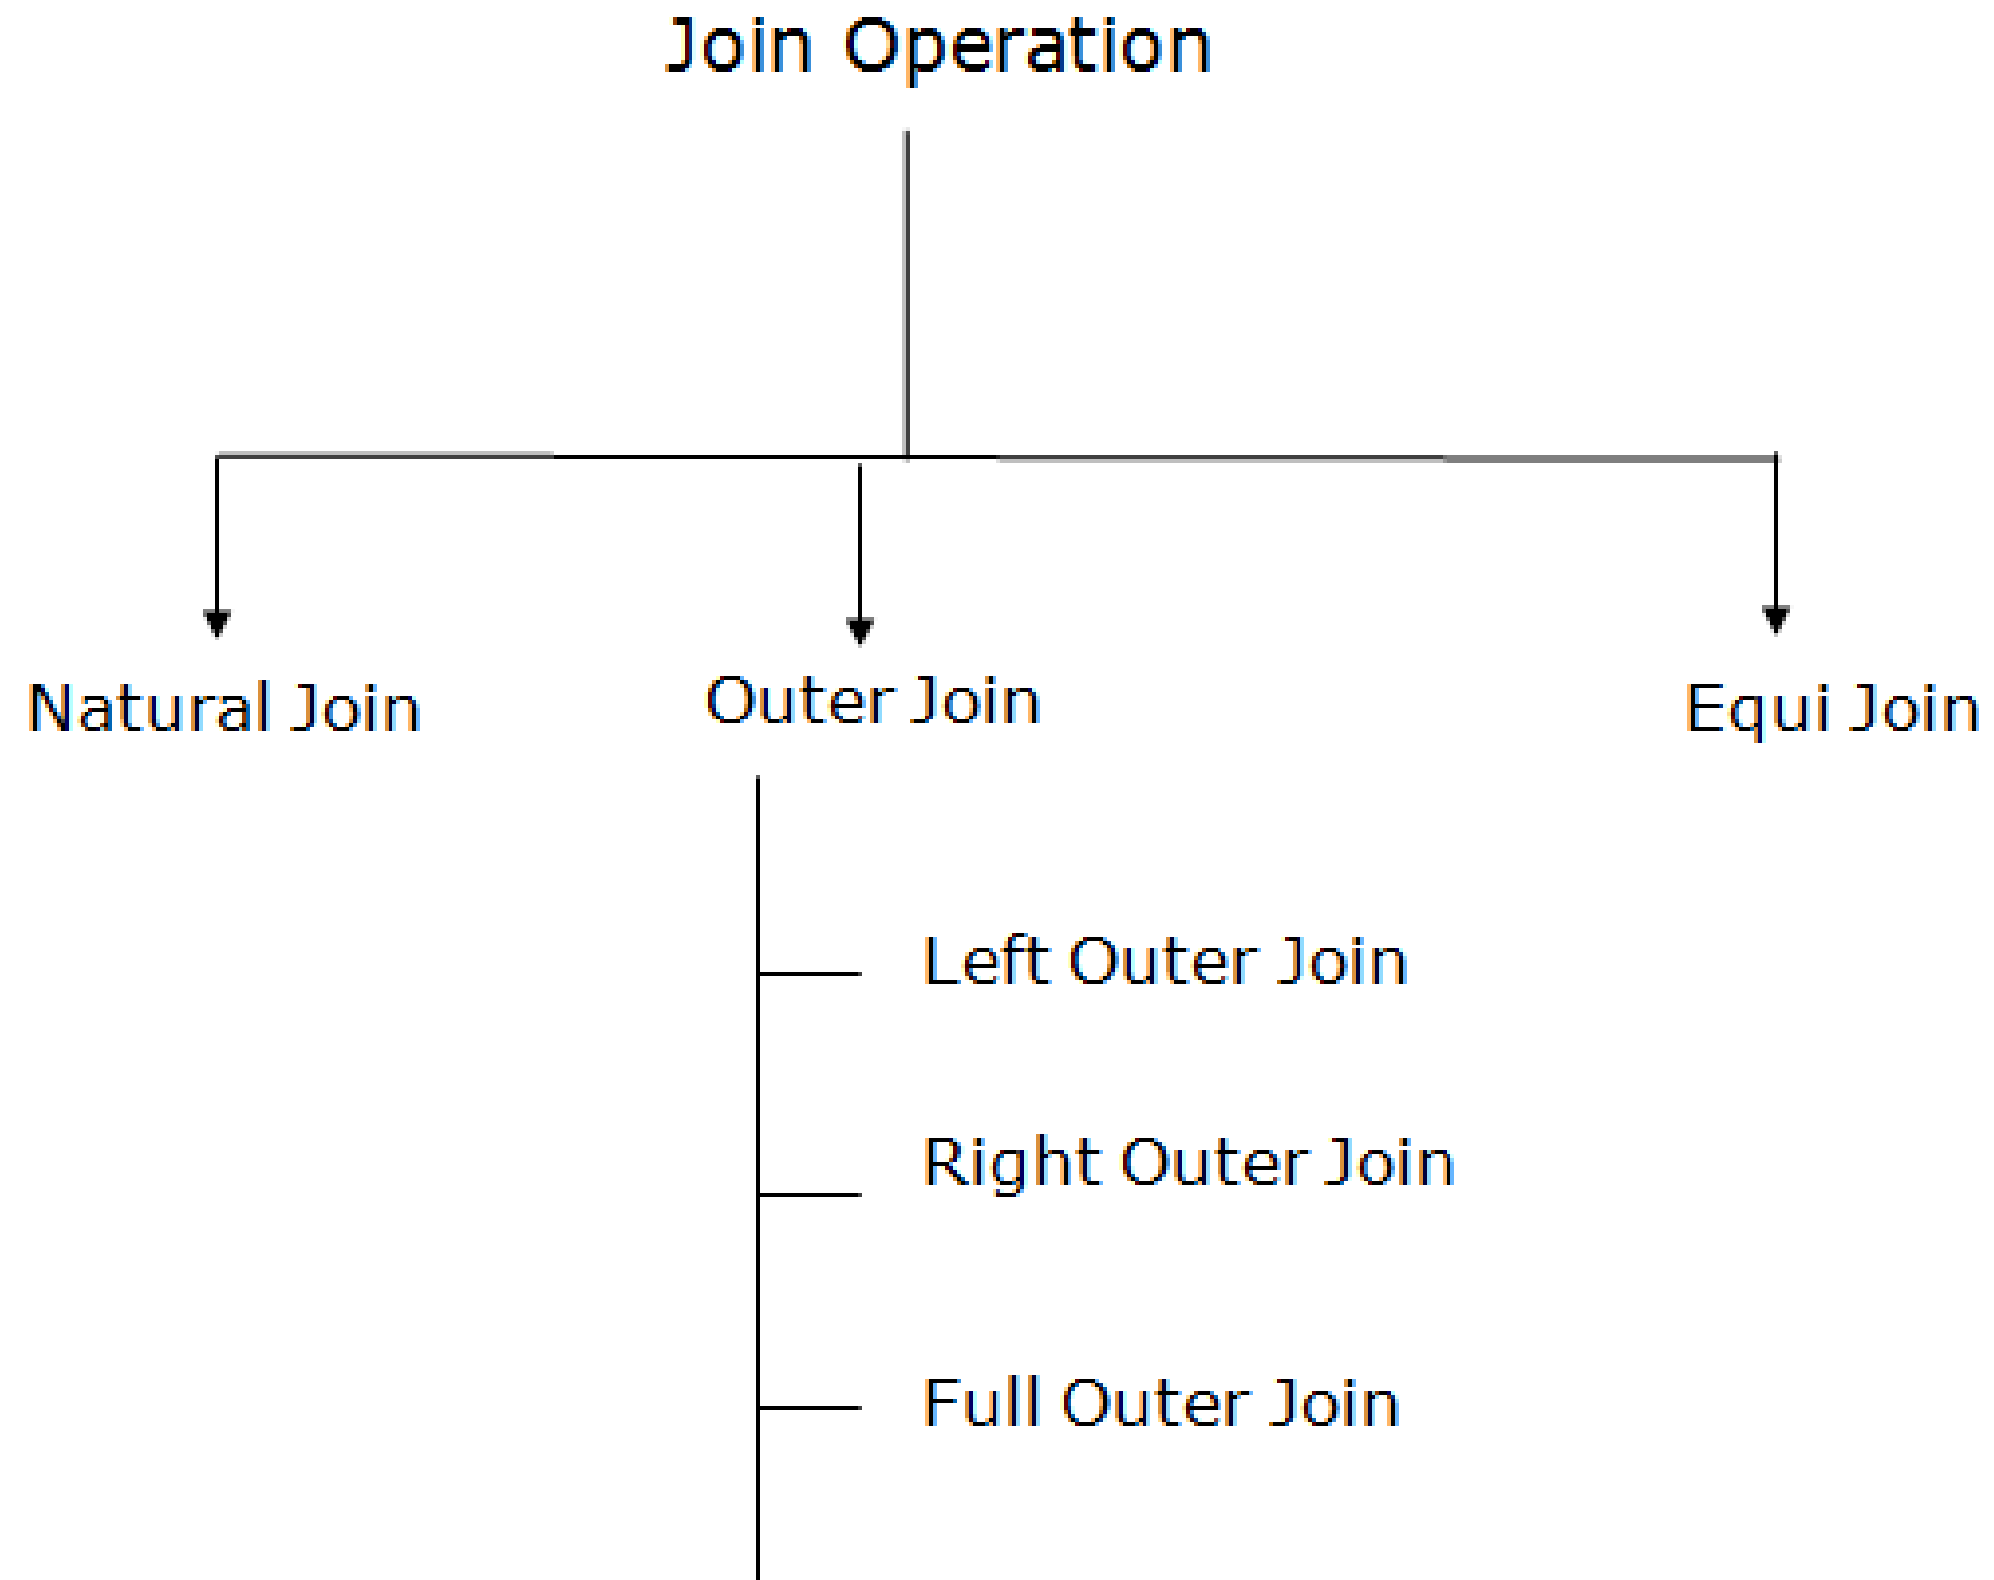 Join Operation
Natural Join
Outer Join
Equi Join
Left Outer Join
Right Outer Join
Full Outer Join